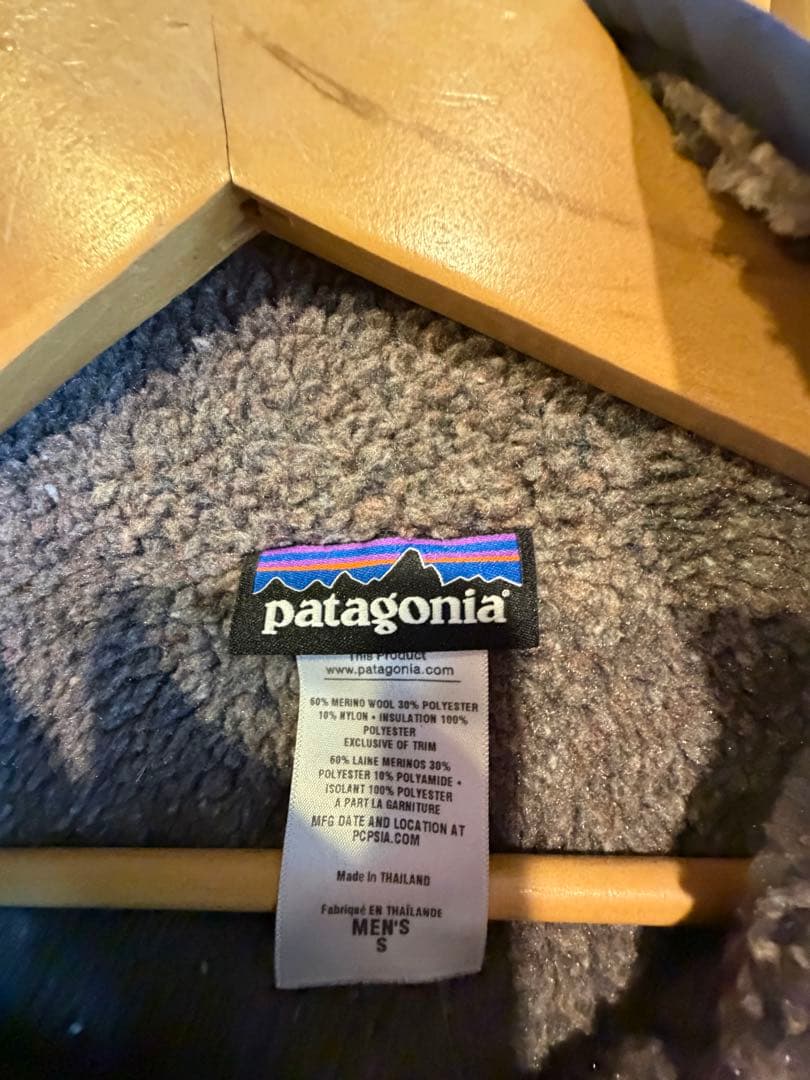 patagonia®
This Product
www.patagonia.com
60% MERINO WOOL 30% POLYESTER
10% NYLON • INSULATION 100%
POLYESTER
EXCLUSIVE OF TRIM
60% LAINE MERINOS 30%
POLYESTER 10% POLYAMIDE •
ISOLANT 100% POLYESTER
A PART LA GARNITURE
MFG DATE AND LOCATION AT
PCPSIA.COM
Made in THAILAND
Fabriqué EN THAÏLANDE
MEN'S
S